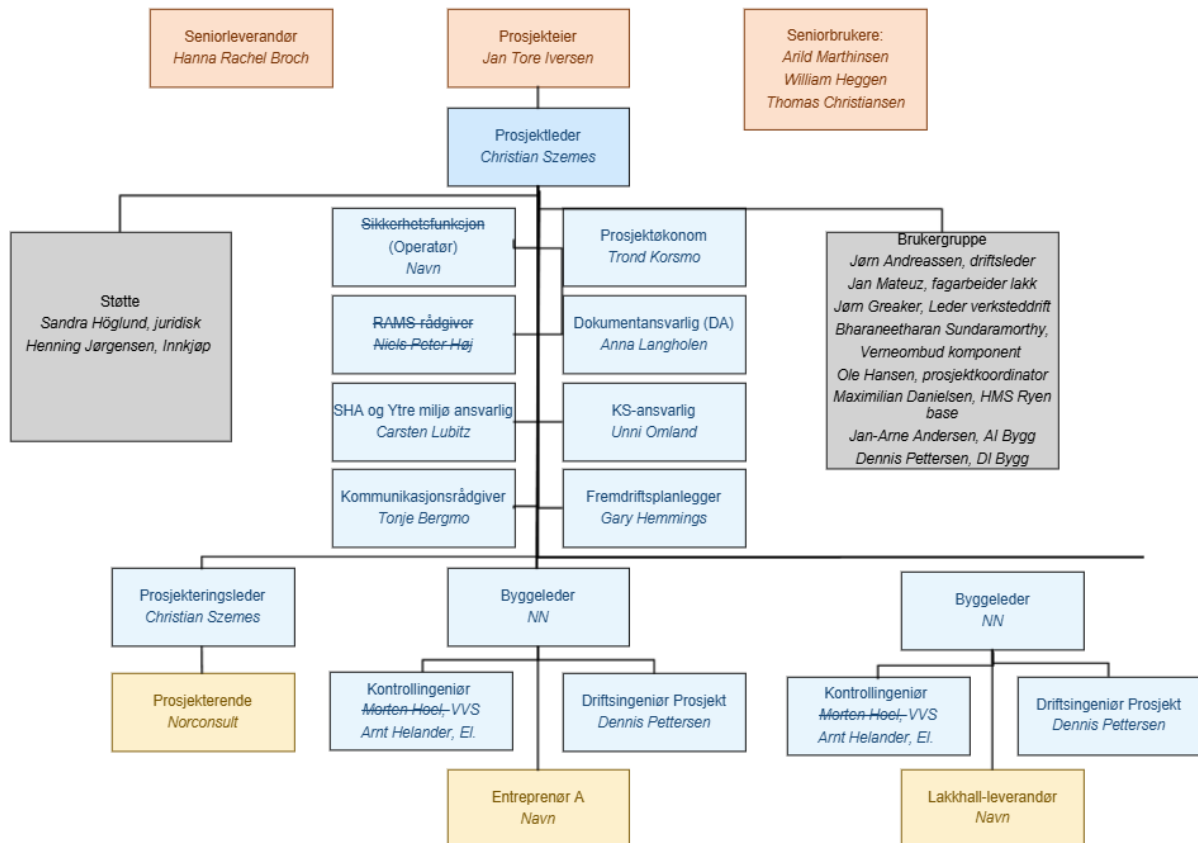 Seniorleverandør
Hanna Rachel Broch
Prosjekteier
Jan Tore Iversen
Seniorbrukere:
Arild Marthinsen
William Heggen
Thomas Christiansen
Prosjektleder
Christian Szemes
Støtte
Sandra Höglund, juridisk
Henning Jørgensen, Innkjøp
Sikkerhetsfunksjon
(Operatør)
Navn
Prosjektøkonom
Trond Korsmo
RAMS rådgiver
Niels Peter Høj
Dokumentansvarlig (DA)
Anna Langholen
SHA og Ytre miljø ansvarlig
Carsten Lubitz
KS-ansvarlig
Unni Omland
Kommunikasjonsrådgiver
Tonje Bergmo
Fremdriftsplanlegger
Gary Hemmings
Brukergruppe
Jørn Andreassen, driftsleder
Jan Mateuz, fagarbeider lakk
Jørn Greaker, Leder verksteddrift
Bharaneetharan Sundaramorthy,
Verneombud komponent
Ole Hansen, prosjektkoordinator
Maximilian Danielsen, HMS Ryen
base
Jan-Arne Andersen, AI Bygg
Dennis Pettersen, DI Bygg
Prosjekteringsleder
Christian Szemes
Byggeleder
NN
Byggeleder
NN
Prosjekterende
Norconsult
Kontrollingeniør
Morten Hoel, VVS
Arnt Helander, El.
Driftsingeniør Prosjekt
Dennis Pettersen
Kontrollingeniør
Morten Hoel, VVS
Arnt Helander, El.
Driftsingeniør Prosjekt
Dennis Pettersen
Entreprenør A
Navn
Lakkhall-leverandør
Navn